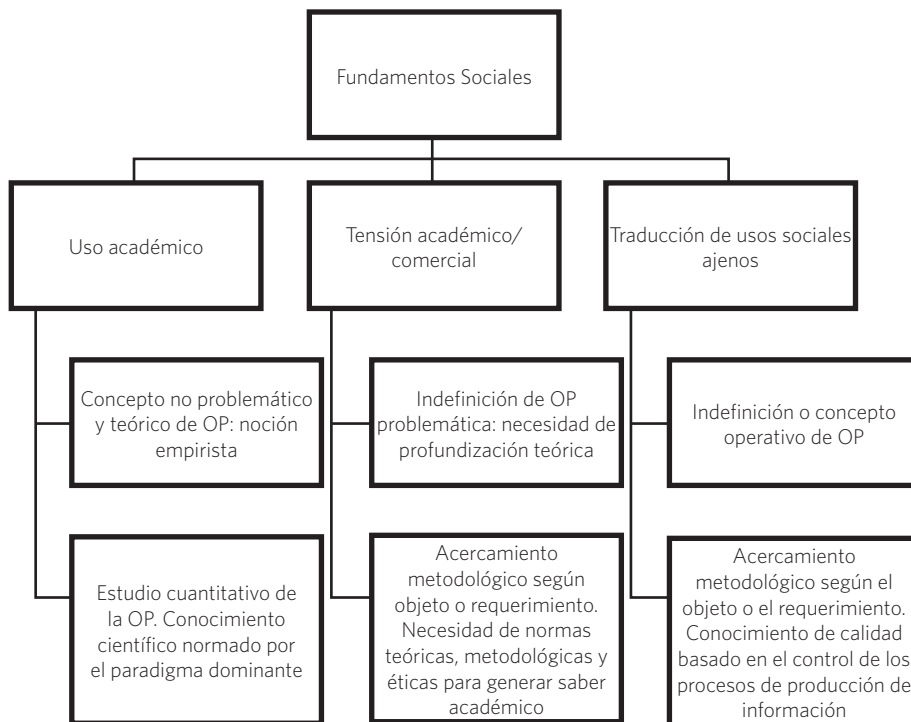 Fundamentos Sociales
Uso académico
Tensión académico/
comercial
Traducción de usos sociales
ajenos
Concepto no problemático
y teórico de OP: noción
empirista
Indefinición de OP
problemática: necesidad de
profundización teórica
Indefinición o concepto
operativo de OP
Estudio cuantitativo de
la OP. Conocimiento
científico normado por
el paradigma dominante
Acercamiento
metodológico según
objeto o requerimiento.
Necesidad de normas
teóricas, metodológicas y
éticas para generar saber
académico
Acercamiento
metodológico según el
objeto o el requerimiento.
Conocimiento de calidad
basado en el control de los
procesos de producción de
información